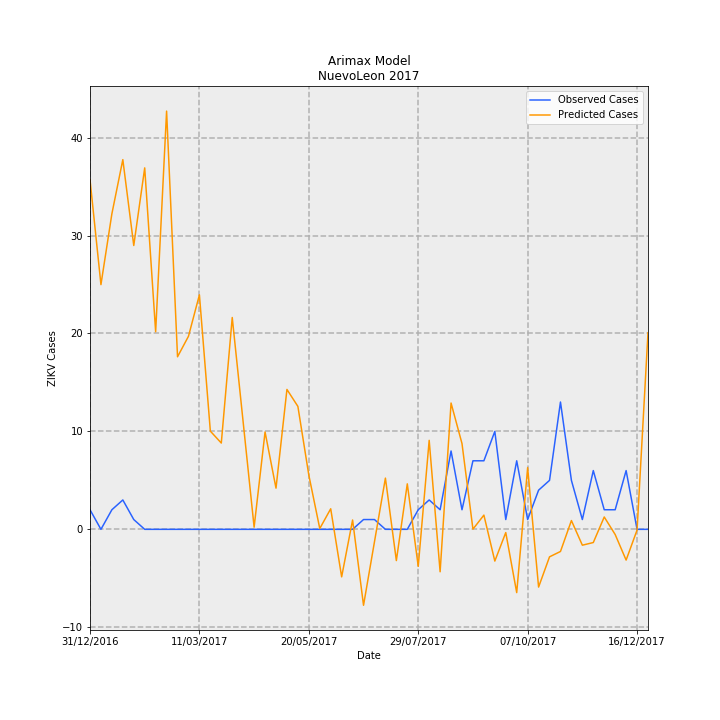 Arimax Model
NuevoLeon 2017
Observed Cases
Predicted Cases
40
30
20
10
0
−10
ZIKV Cases
31/12/2016 11/03/2017 20/05/2017 29/07/2017 07/10/2017 16/12/2017
Date